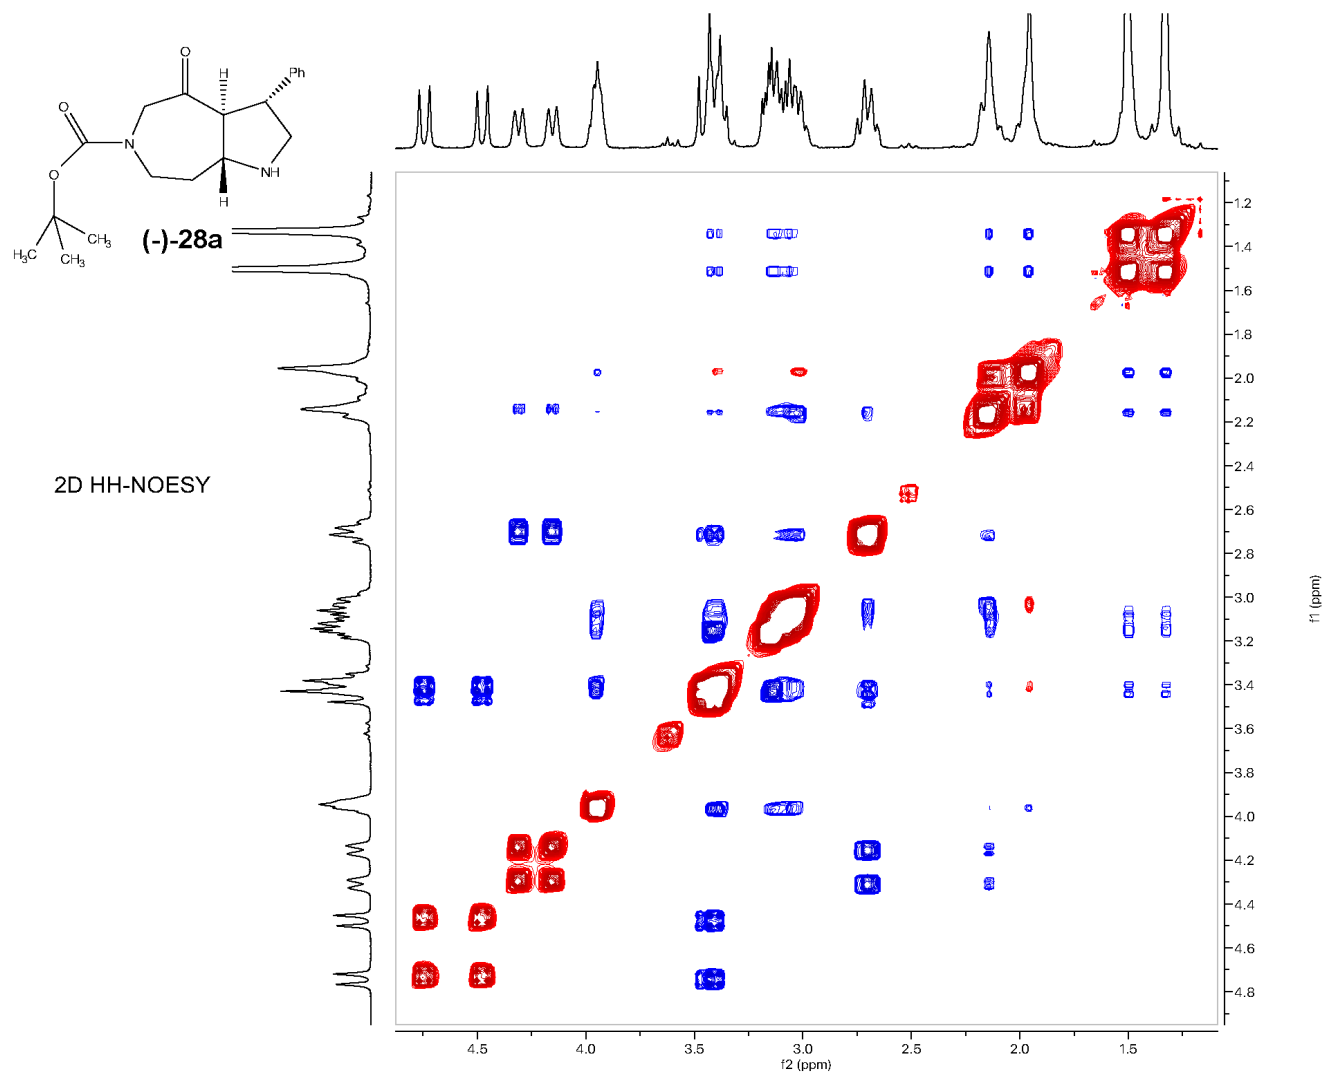 O
H
Ph
O
N
O
NH
H
(-)-28a
CH₃
H₃C
CH₃
2D HH-NOESY
1.2
1.4
1.6
1.8
2.0
2.2
2.4
2.6
2.8
3.0
3.2
3.4
3.6
3.8
4.0
4.2
4.4
4.6
4.8
f1 (ppm)
4.5 4.0 3.5 3.0 2.5 2.0 1.5
f2 (ppm)